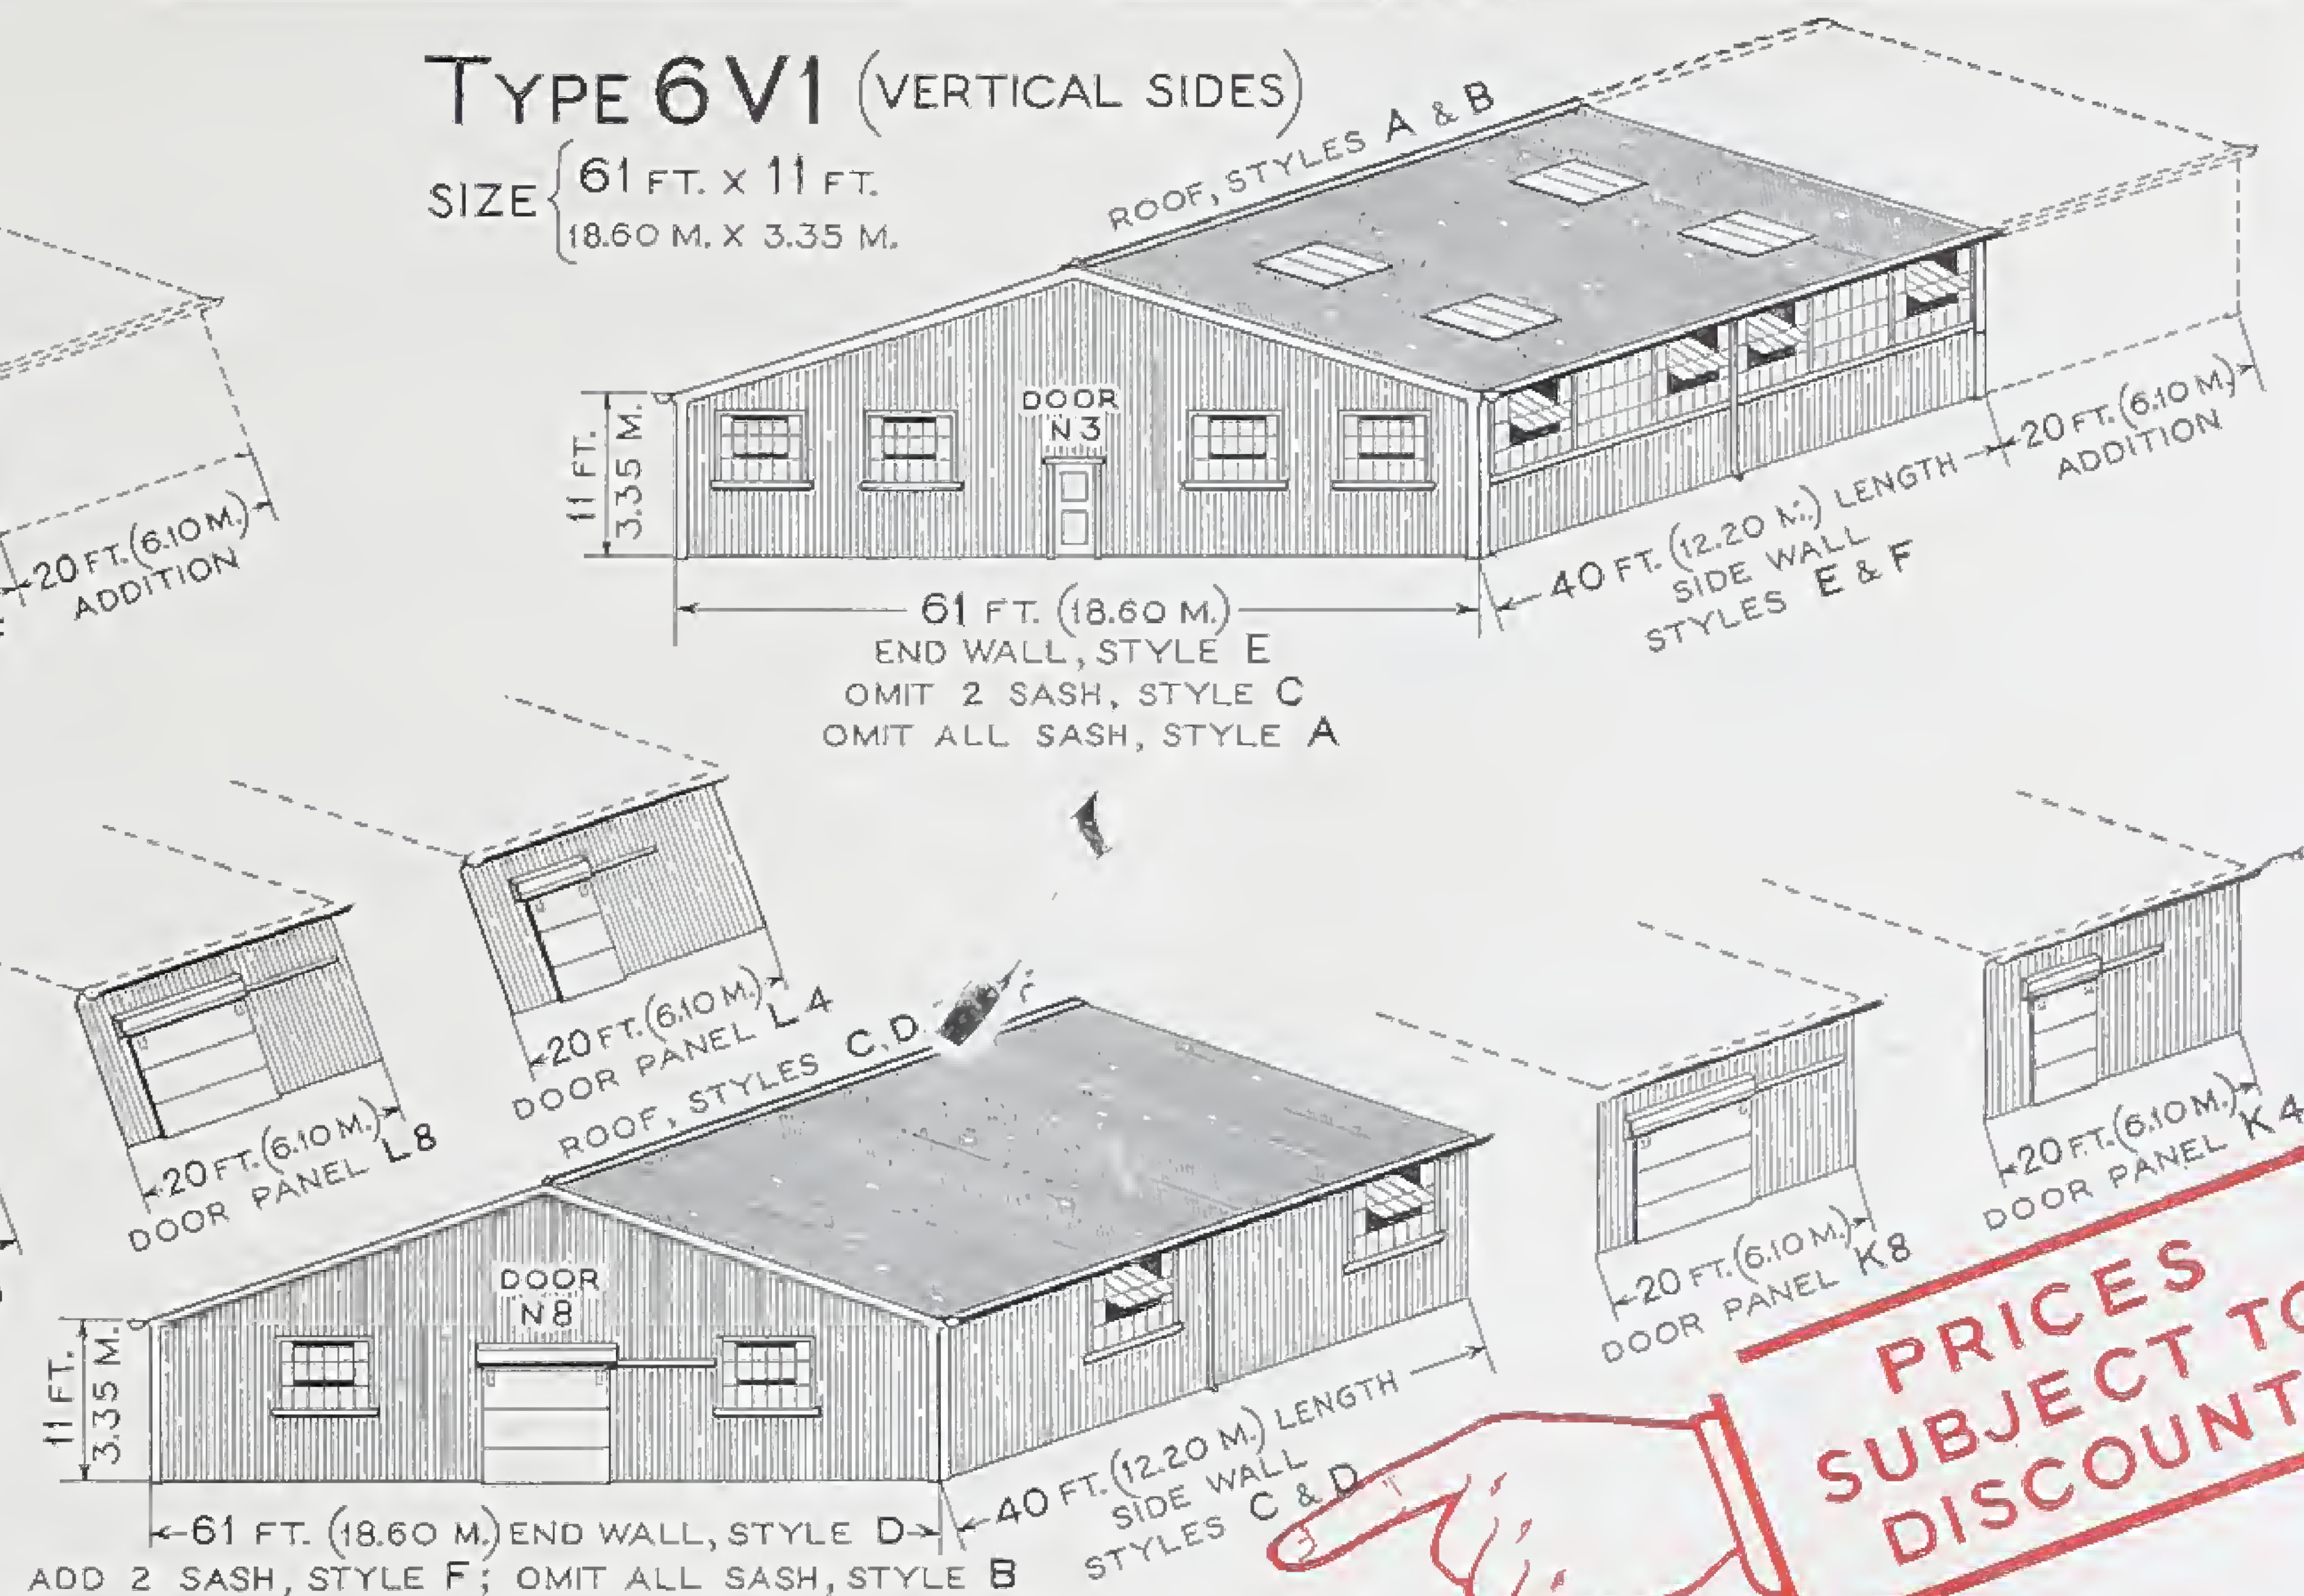 TYPE 6 V1 (VERTICAL SIDES)
SIZE { 61 FT. X 11 FT.
18.60 M. X 3.35 M.
ROOF, STYLES A & B
DOOR
N 3
11 FT.
3.35 M.
20 FT. (6.10 M.)
ADDITION
40 FT. (12.20 M.) LENGTH
SIDE WALL
STYLES E & F
20 FT. (6.10 M.)
ADDITION
61 FT. (18.60 M.)
END WALL, STYLE E
OMIT 2 SASH, STYLE C
OMIT ALL SASH, STYLE A
20 FT. (6.10 M.)
DOOR PANEL L 8
20 FT. (6.10 M.)
DOOR PANEL L 4
ROOF, STYLES C, D
20 FT. (6.10 M.)
DOOR PANEL K 8
20 FT. (6.10 M.)
DOOR PANEL K 4
DOOR
N 8
11 FT.
3.35 M.
40 FT. (12.20 M.) LENGTH
SIDE WALL
STYLES C & D
61 FT. (18.60 M.) END WALL, STYLE D
ADD 2 SASH, STYLE F; OMIT ALL SASH, STYLE B
PRICES
SUBJECT TO
DISCOUNT